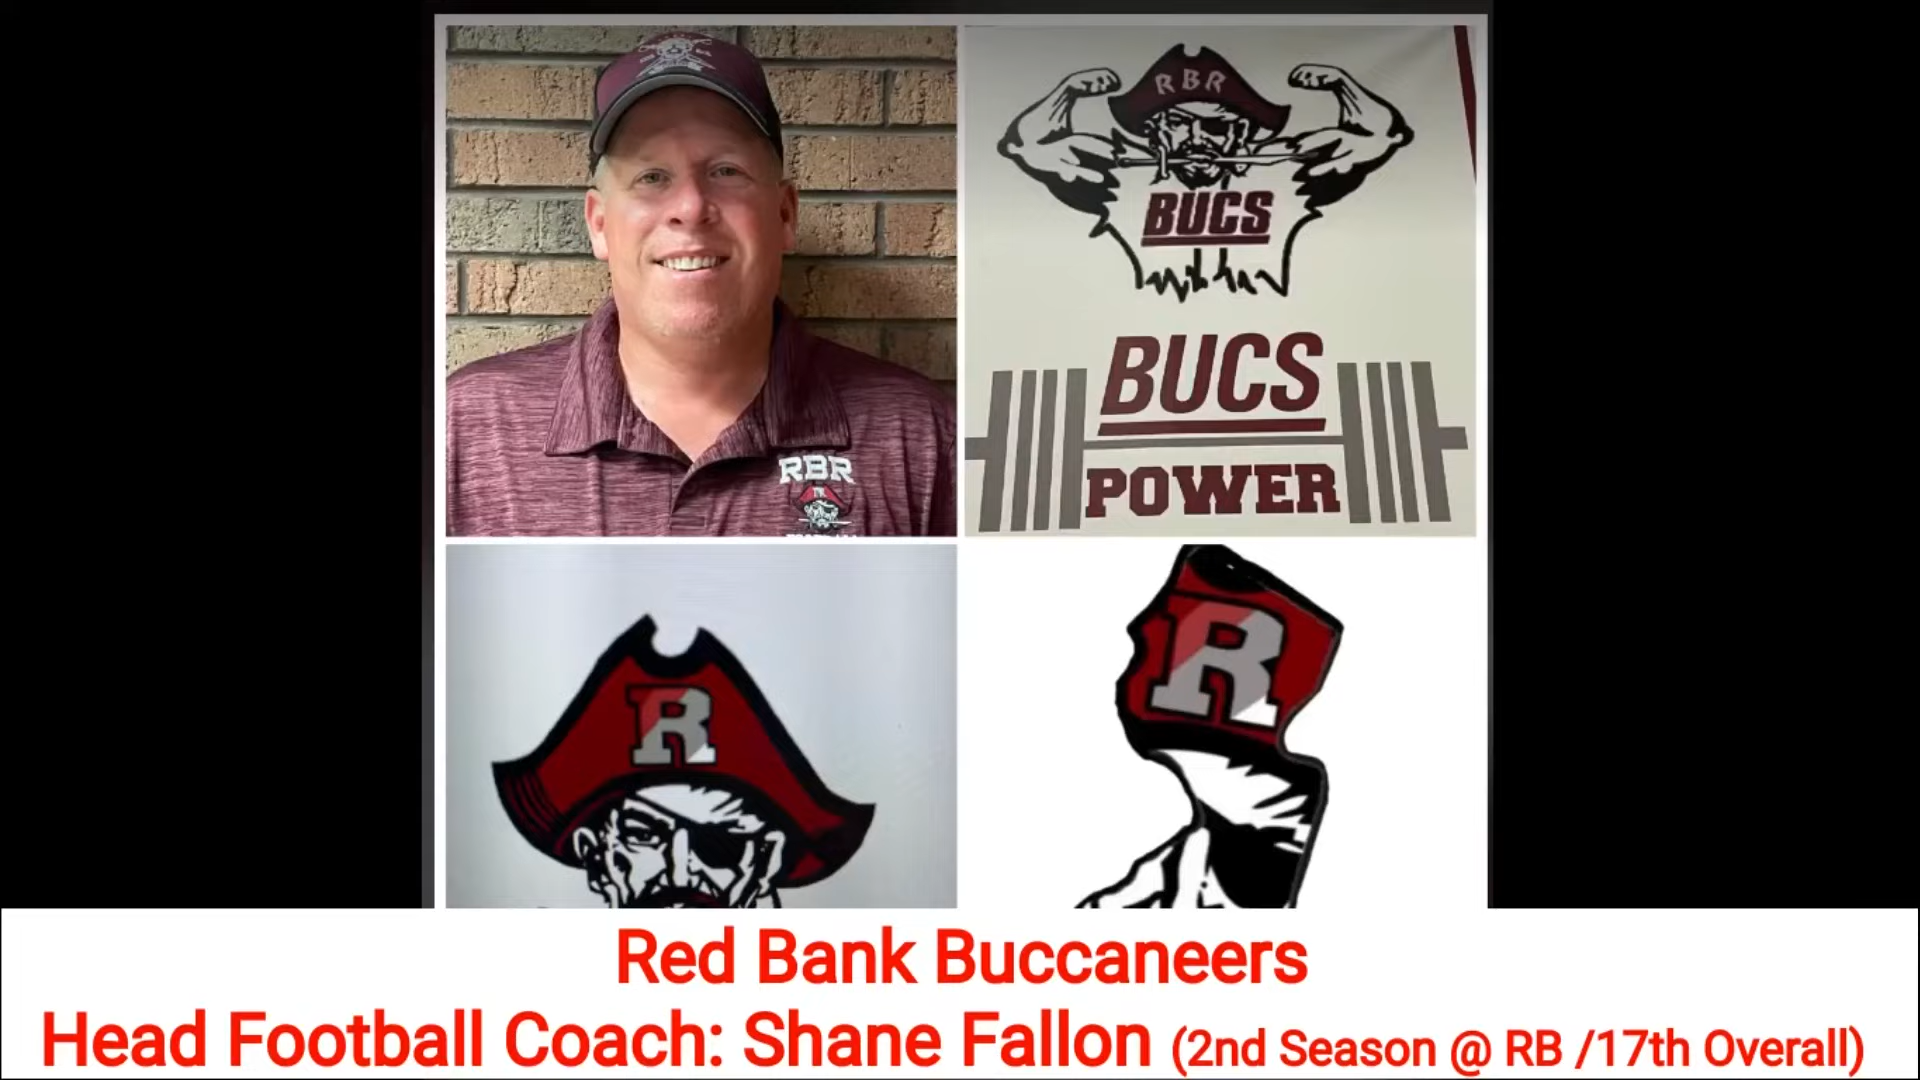 RBR
RBR
BUCS
BUCS
POWER
R
R
Red Bank Buccaneers
Head Football Coach: Shane Fallon (2nd Season @ RB /17th Overall)